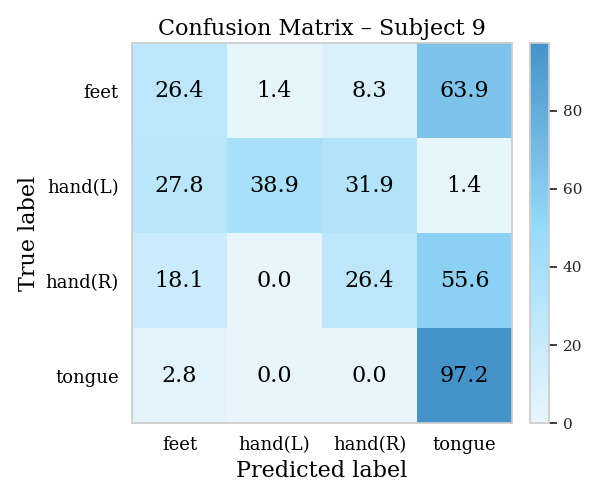 Confusion Matrix – Subject 9
feet 26.4 1.4 8.3 63.9
hand(L) 27.8 38.9 31.9 1.4
hand(R) 18.1 0.0 26.4 55.6
tongue 2.8 0.0 0.0 97.2
feet hand(L) hand(R) tongue
Predicted label
True label
80
60
40
20
0